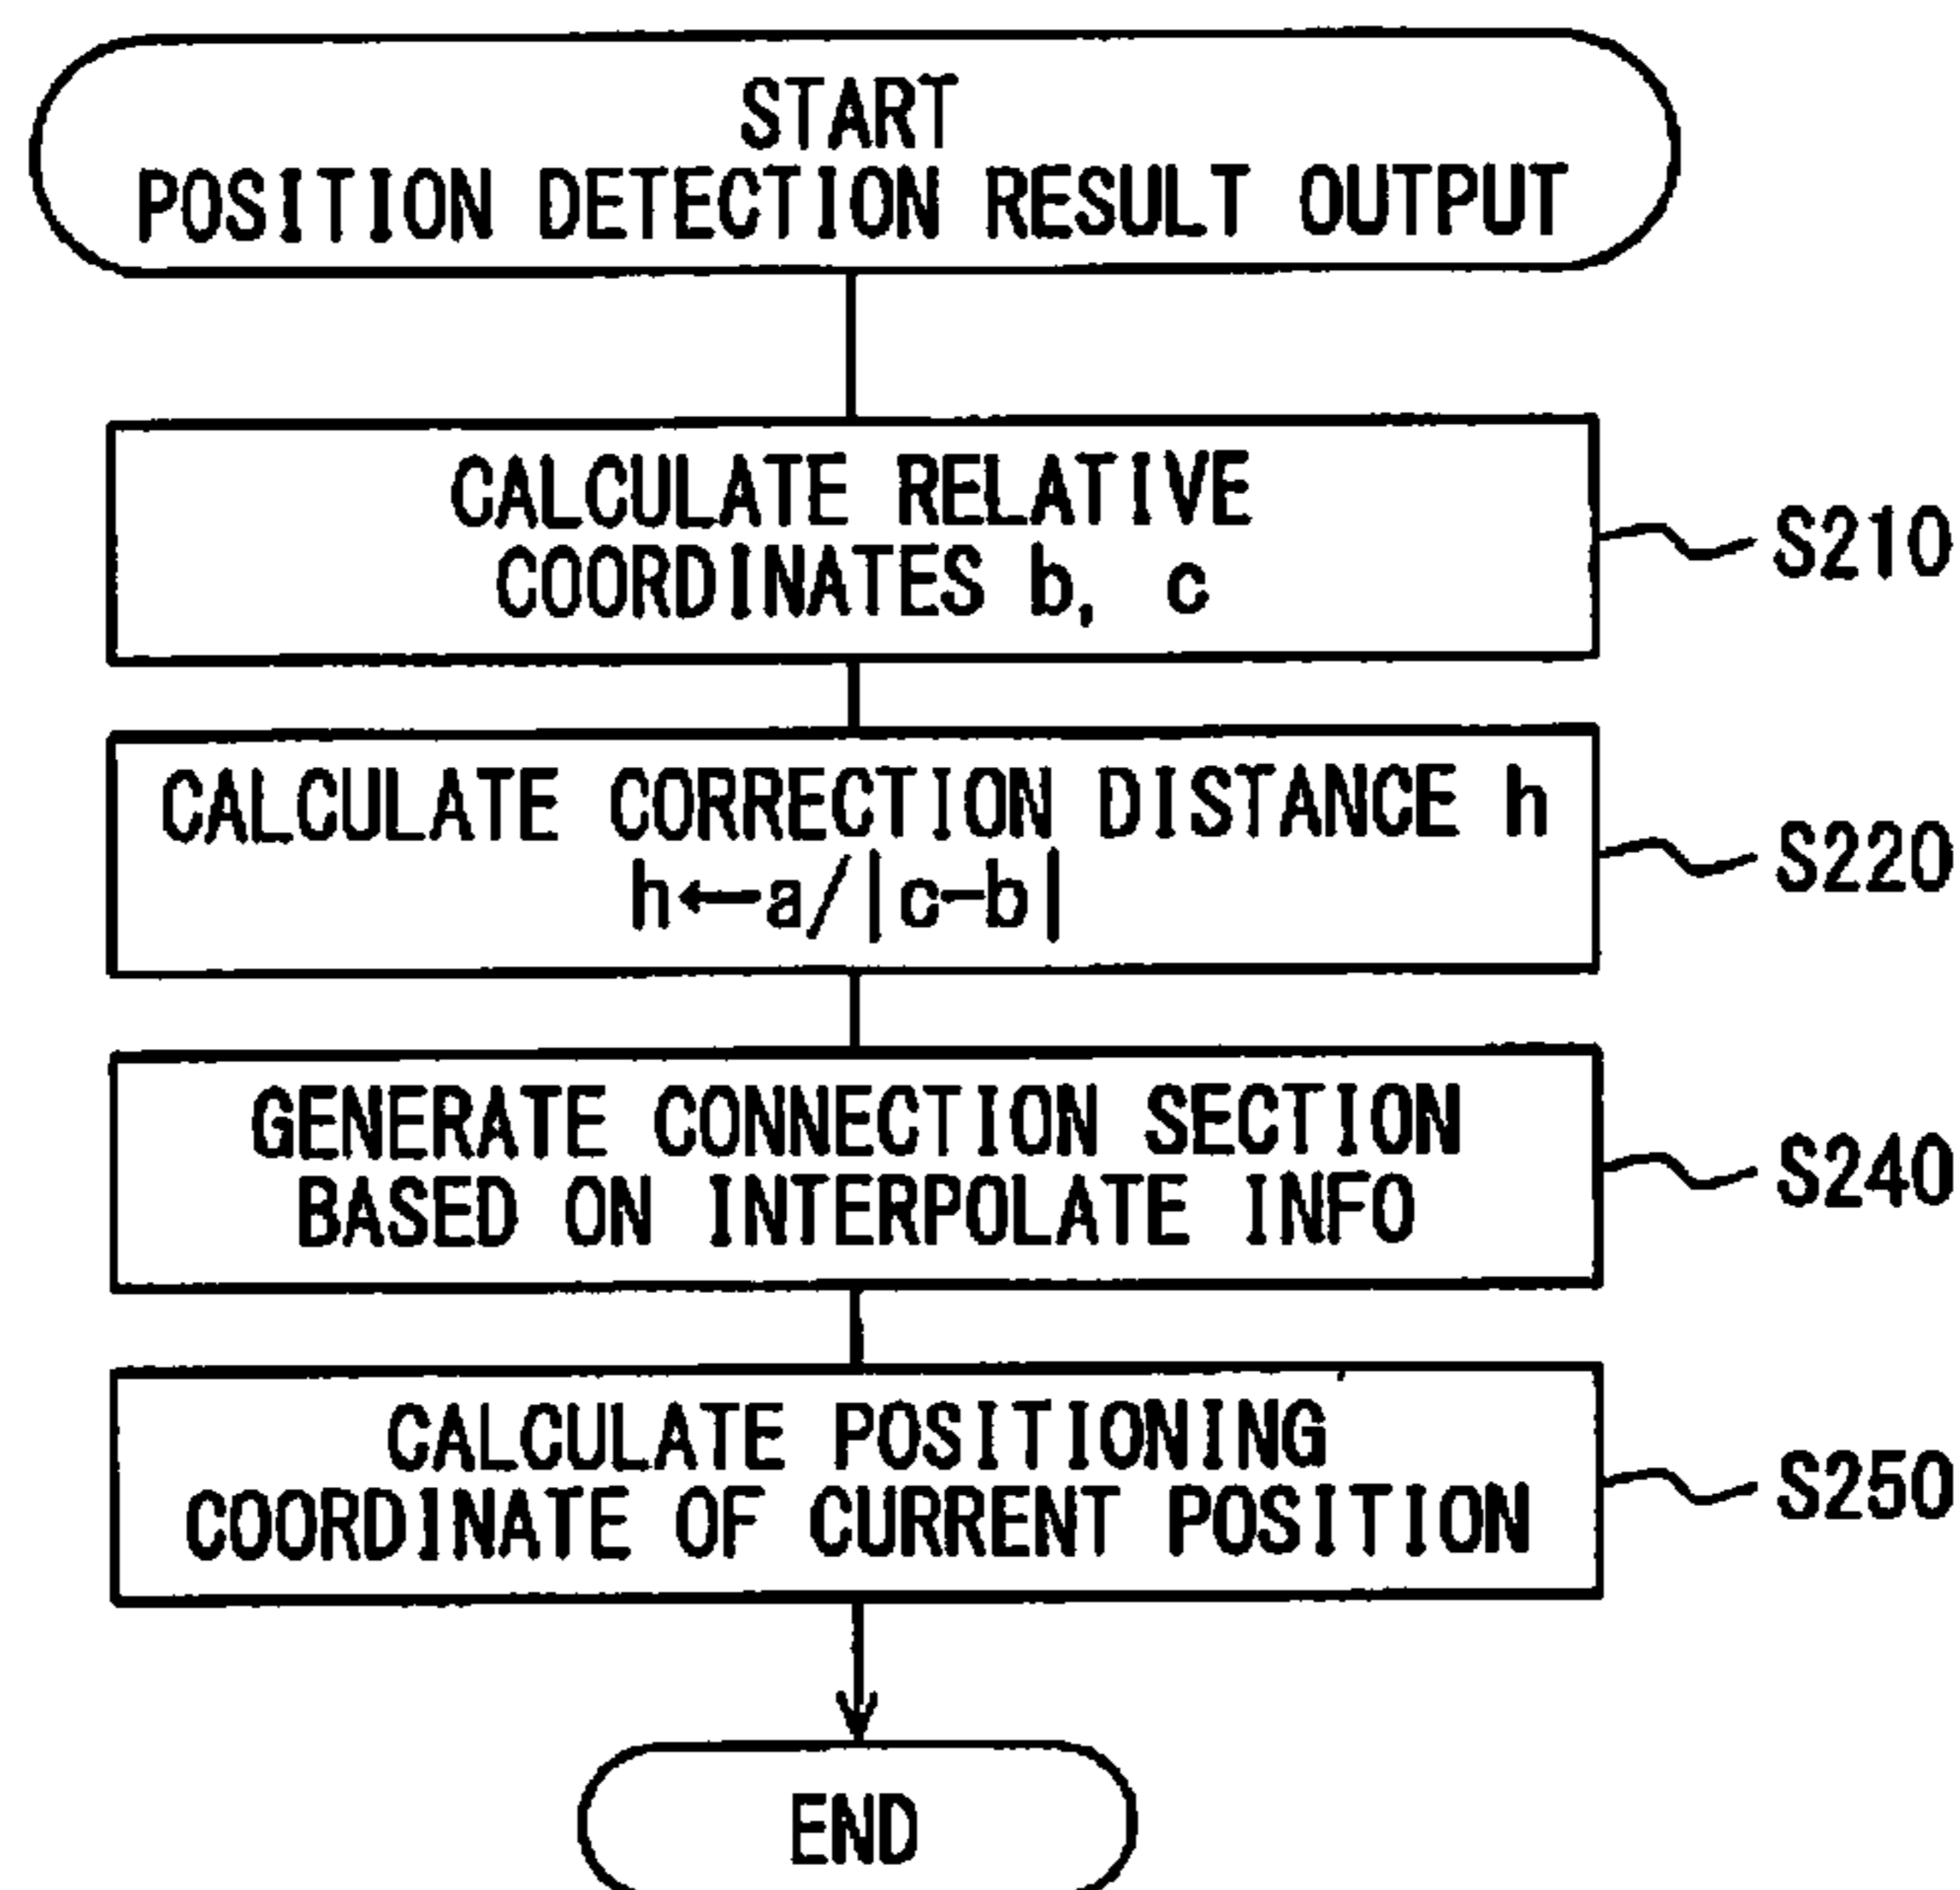 START
POSITION DETECTION RESULT OUTPUT
CALCULATE RELATIVE
COORDINATES b, c
S210
CALCULATE CORRECTION DISTANCE h
h←a/|c-b|
S220
GENERATE CONNECTION SECTION
BASED ON INTERPOLATE INFO
S240
CALCULATE POSITIONING
COORDINATE OF CURRENT POSITION
S250
END